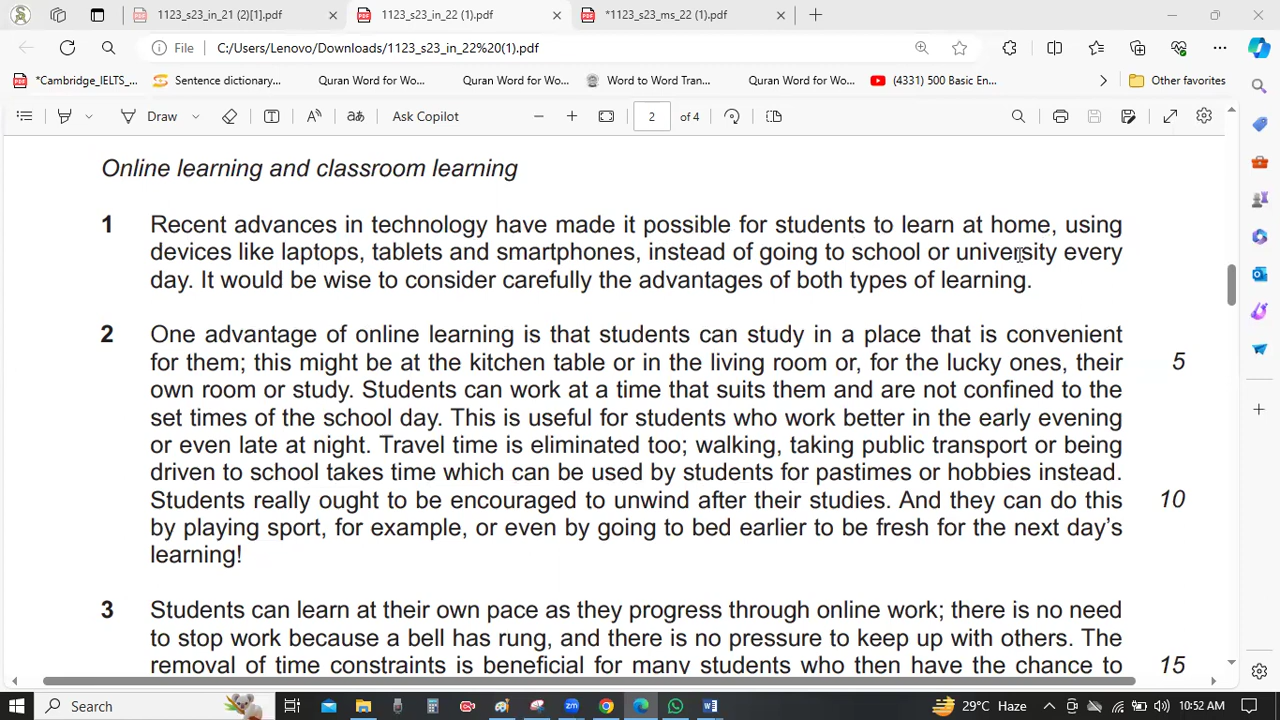 1123_s23_in_21 (2)[1].pdf
1123_s23_in_22 (1).pdf
*1123_s23_ms_22 (1).pdf
File
C:/Users/Lenovo/Downloads/1123_s23_in_22%20(1).pdf
*Cambridge_IELTS_...
Sentence dictionary...
Quran Word for Wo...
Quran Word for Wo...
Word to Word Tran...
Quran Word for Wo...
(4331) 500 Basic En...
Other favorites
Draw
Ask Copilot
2
of 4
Online learning and classroom learning
1 Recent advances in technology have made it possible for students to learn at home, using
devices like laptops, tablets and smartphones, instead of going to school or university every
day. It would be wise to consider carefully the advantages of both types of learning.
2 One advantage of online learning is that students can study in a place that is convenient
for them; this might be at the kitchen table or in the living room or, for the lucky ones, their 5
own room or study. Students can work at a time that suits them and are not confined to the
set times of the school day. This is useful for students who work better in the early evening
or even late at night. Travel time is eliminated too; walking, taking public transport or being
driven to school takes time which can be used by students for pastimes or hobbies instead.
Students really ought to be encouraged to unwind after their studies. And they can do this 10
by playing sport, for example, or even by going to bed earlier to be fresh for the next day's
learning!
3 Students can learn at their own pace as they progress through online work; there is no need
to stop work because a bell has rung, and there is no pressure to keep up with others. The
removal of time constraints is beneficial for many students who then have the chance to 15
Search
29°C Haze
10:52 AM